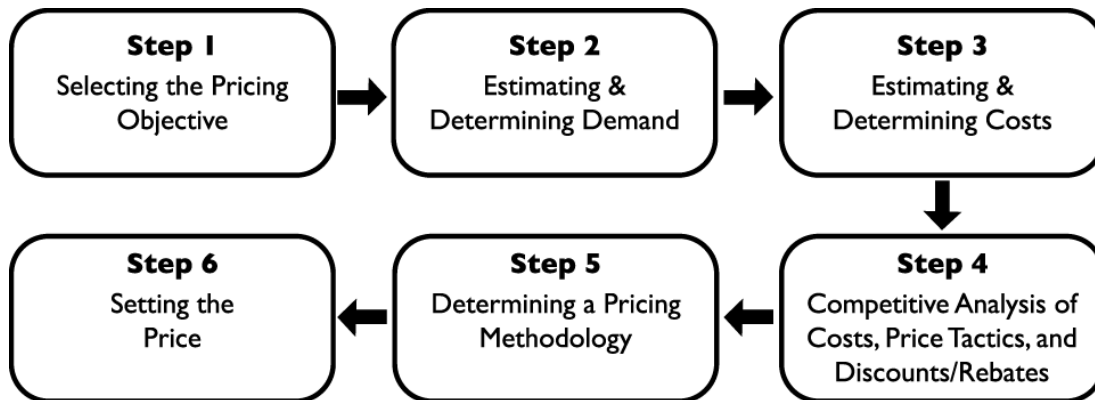 Step 1
Selecting the Pricing
Objective
Step 2
Estimating &
Determining Demand
Step 3
Estimating &
Determining Costs
Step 4
Competitive Analysis of
Costs, Price Tactics, and
Discounts/Rebates
Step 5
Determining a Pricing
Methodology
Step 6
Setting the
Price